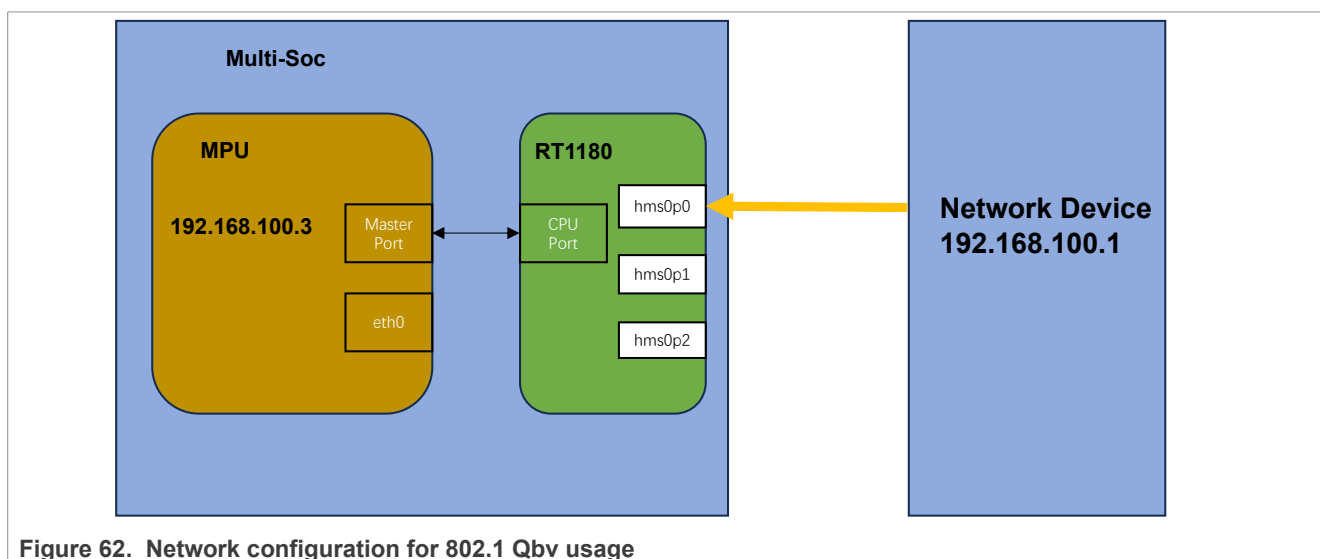 Multi-Soc
MPU
192.168.100.3
Master
Port
eth0
RT1180
CPU
Port
hms0p0
hms0p1
hms0p2
Network Device
192.168.100.1
Figure 62. Network configuration for 802.1 Qbv usage